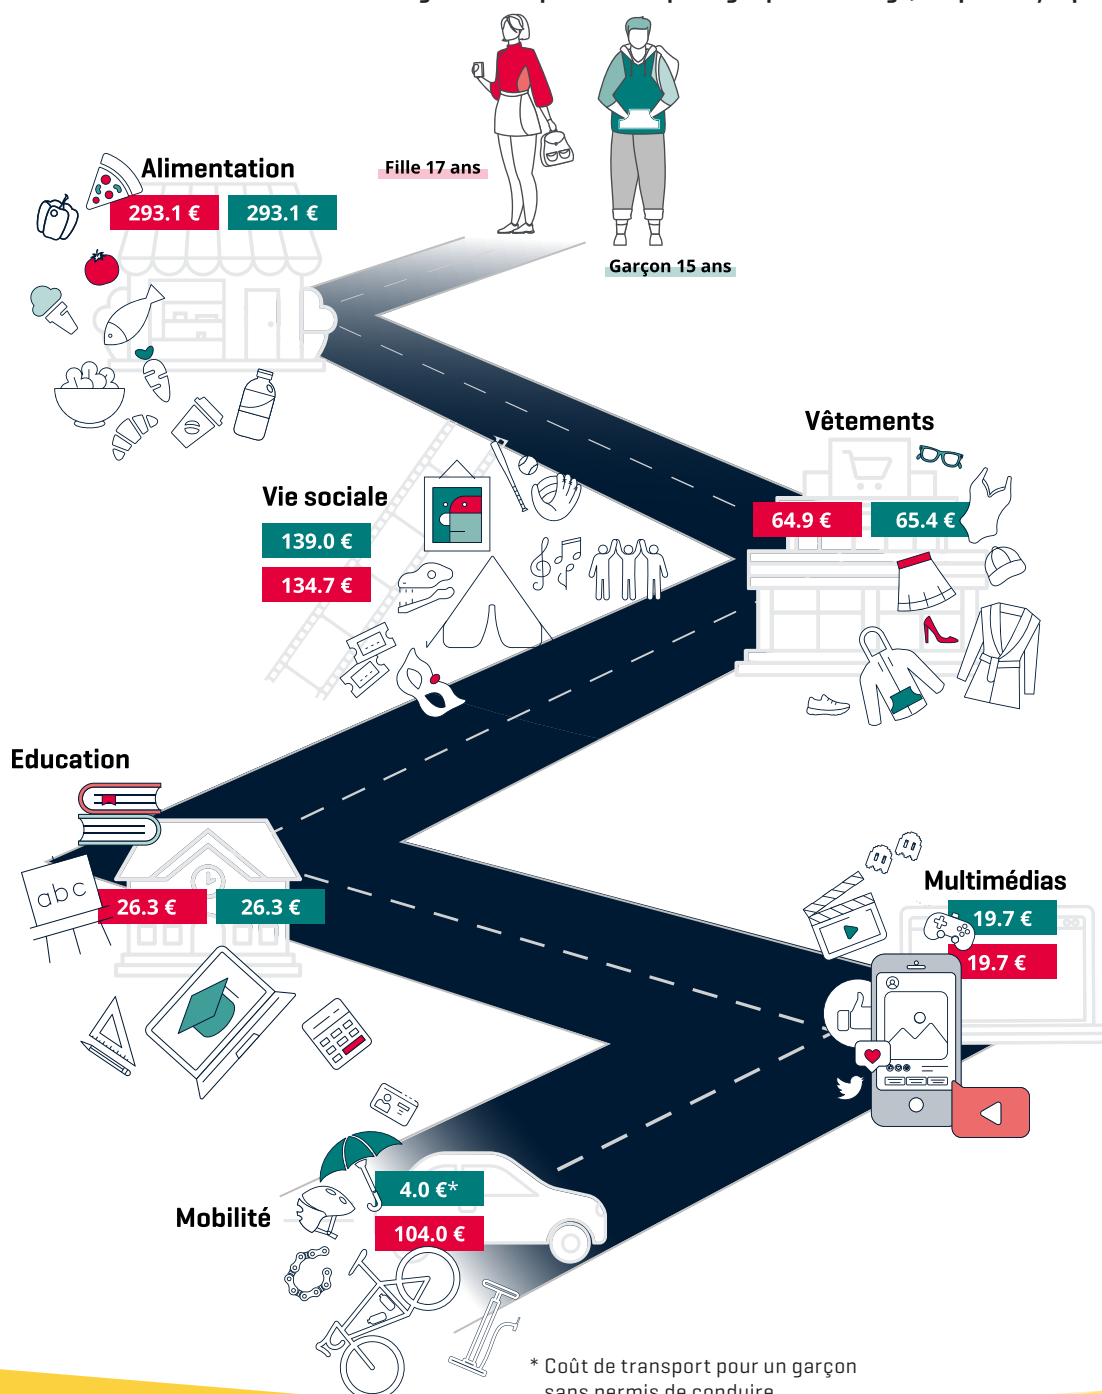 Fille 17 ans
Garçon 15 ans
Alimentation
293.1 € 293.1 €
Vêtements
64.9 € 65.4 €
Vie sociale
139.0 €
134.7 €
Education
abc
26.3 € 26.3 €
Multimédias
19.7 €
19.7 €
Mobilité
4.0 €*
104.0 €
* Coût de transport pour un garçon
sans permis de conduire